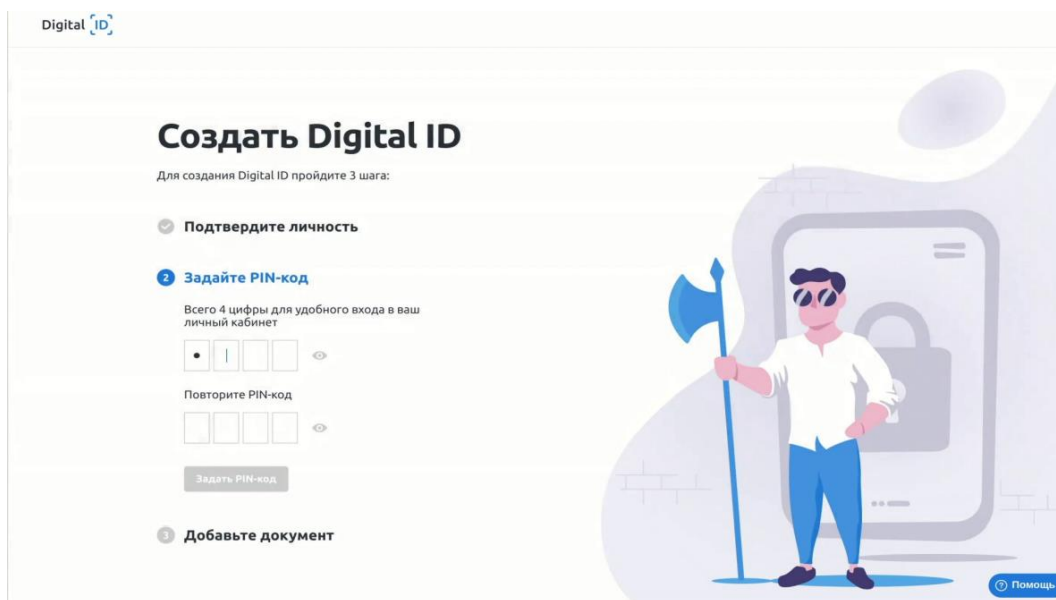 Digital [ID]
Создать Digital ID
Для создания Digital ID пройдите 3 шага:
Подтвердите личность
2 Задайте PIN-код
Всего 4 цифры для удобного входа в ваш
личный кабинет
Повторите PIN-код
Задать PIN-код
3 Добавьте документ
? Помощь